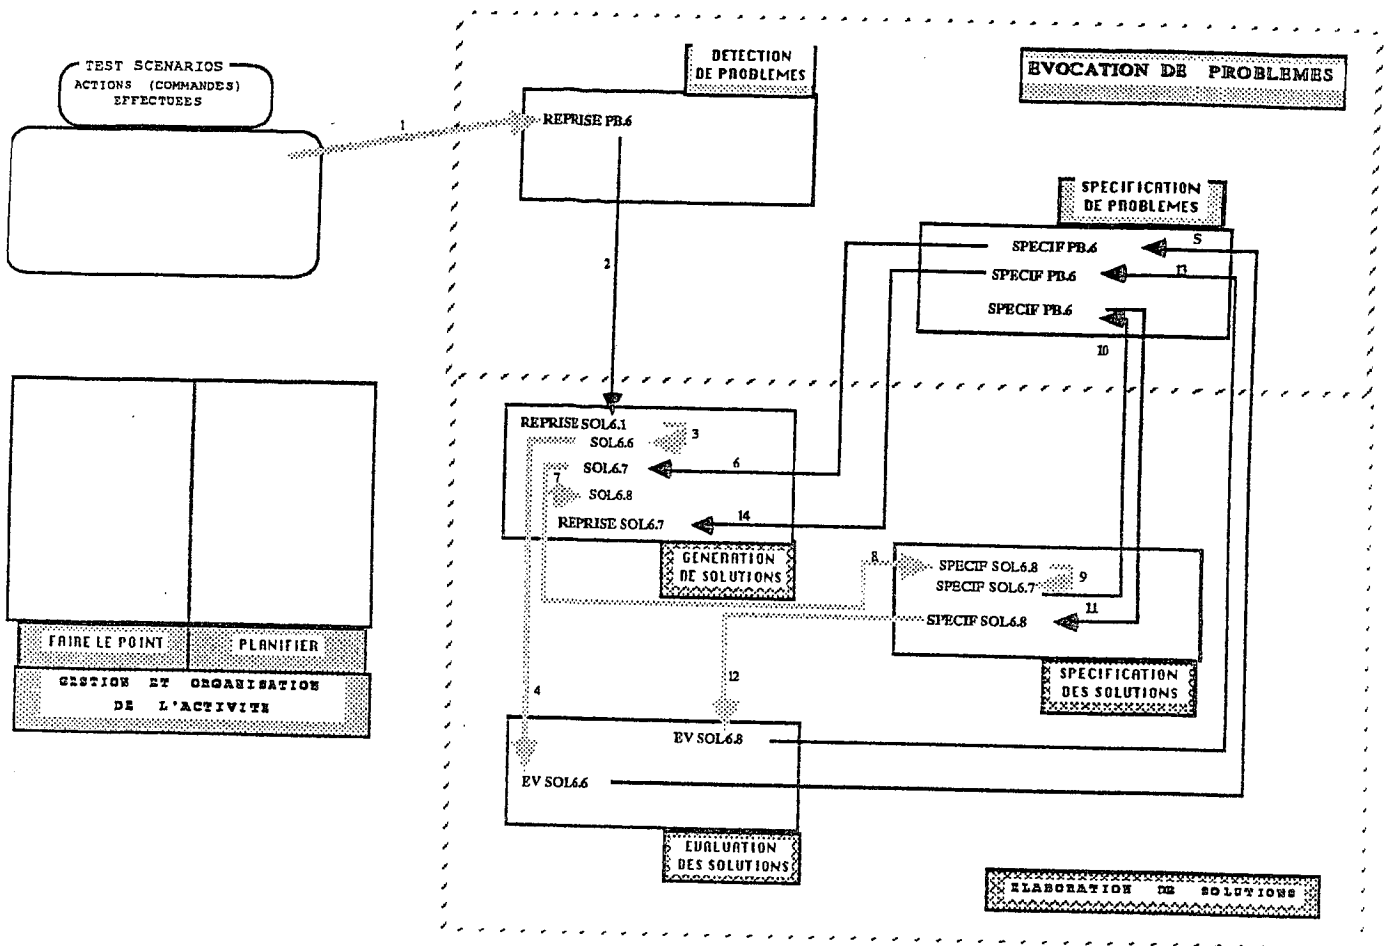 TEST SCENARIOS
ACTIONS (COMMANDES)
EFFECTUEES
DETECTION
DE PROBLEMES
EVOCATION DE PROBLEMES
1
REPRISE PB.6
SPECIFICATION
DE PROBLEMES
2
SPECIF PB.6
5
SPECIF PB.6
13
SPECIF PB.6
10
REPRISE SOL6.1
3
SOL6.6
SOL6.7
6
7
SOL6.8
REPRISE SOL6.7
14
GENERATION
DE SOLUTIONS
8
SPECIF SOL6.8
9
SPECIF SOL6.7
11
SPECIF SOL6.8
SPECIFICATION
DES SOLUTIONS
FAIRE LE POINT
PLANIFIER
GESTION ET ORGANISATION
DE L'ACTIVITE
4
12
EV SOL6.8
EV SOL6.6
EVALUATION
DES SOLUTIONS
ELABORATION DE SOLUTIONS